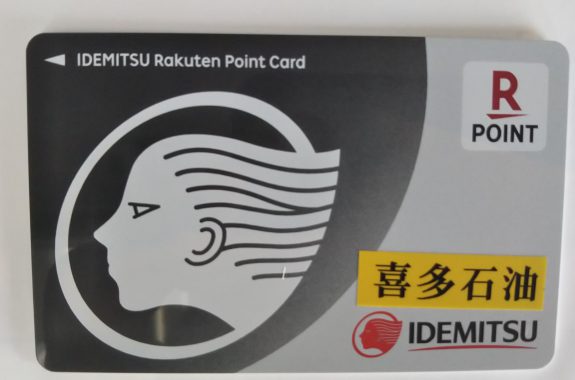 IDEMITSU Rakuten Point Card
R
POINT
喜多石油
IDEMITSU